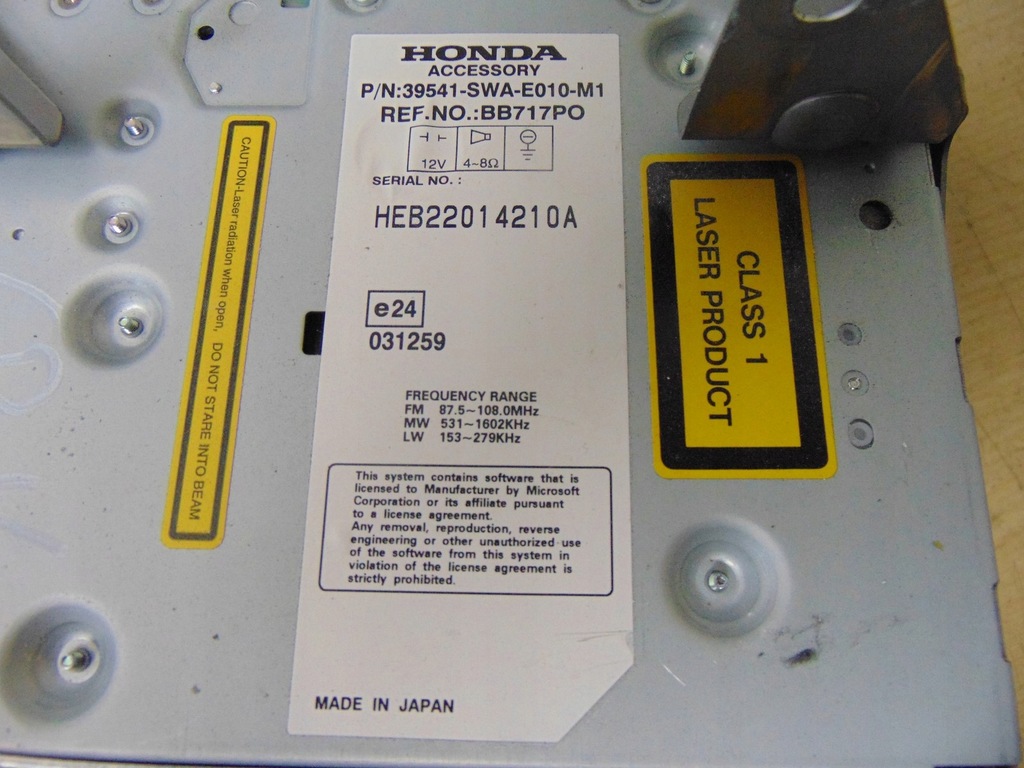 HONDA
ACCESSORY
P/N:39541-SWA-E010-M1
REF.NO.:BB717PO
12V 4~8Ω
SERIAL NO. :
HEB22014210A
e24
031259
FREQUENCY RANGE
FM 87.5~108.0MHz
MW 531~1602KHz
LW 153~279KHz
This system contains software that is
licensed to Manufacturer by Microsoft
Corporation or its affiliate pursuant
to a license agreement.
Any removal, reproduction, reverse
engineering or other unauthorized use
of the software from this system in
violation of the license agreement is
strictly prohibited.
MADE IN JAPAN
CAUTION-Laser radiation when open, DO NOT STARE INTO BEAM
CLASS 1
LASER PRODUCT